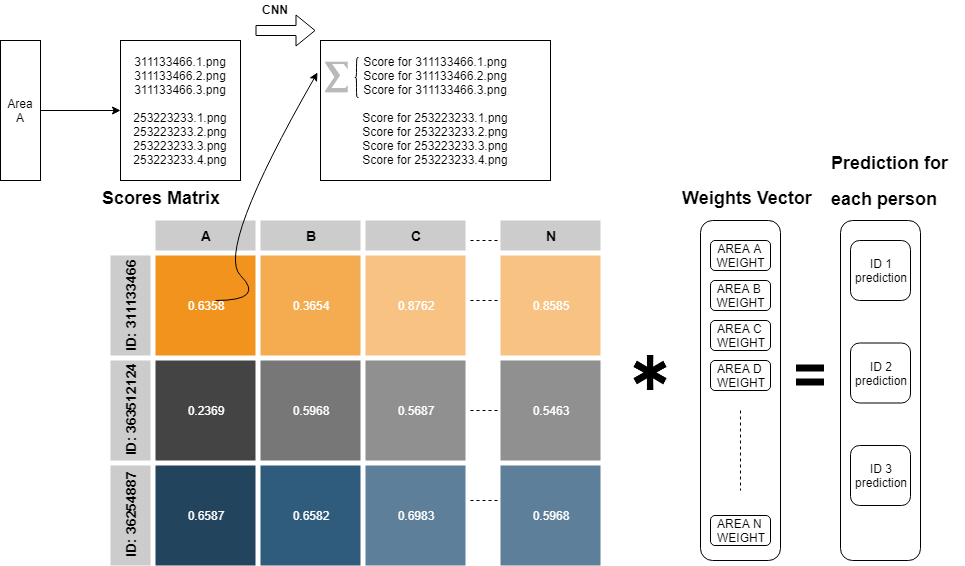 CNN
Area
A
311133466.1.png
311133466.2.png
311133466.3.png
253223233.1.png
253223233.2.png
253223233.3.png
253223233.4.png
Σ
Score for 311133466.1.png
Score for 311133466.2.png
Score for 311133466.3.png
Score for 253223233.1.png
Score for 253223233.2.png
Score for 253223233.3.png
Score for 253223233.4.png
Scores Matrix
A B C N
ID: 311133466
0.6358 0.3654 0.8762 0.8585
ID: 363512124
0.2369 0.5968 0.5687 0.5463
ID: 36254887
0.6587 0.6582 0.6983 0.5968
*
Weights Vector
AREA A
WEIGHT
AREA B
WEIGHT
AREA C
WEIGHT
AREA D
WEIGHT
AREA N
WEIGHT
=
Prediction for
each person
ID 1
prediction
ID 2
prediction
ID 3
prediction